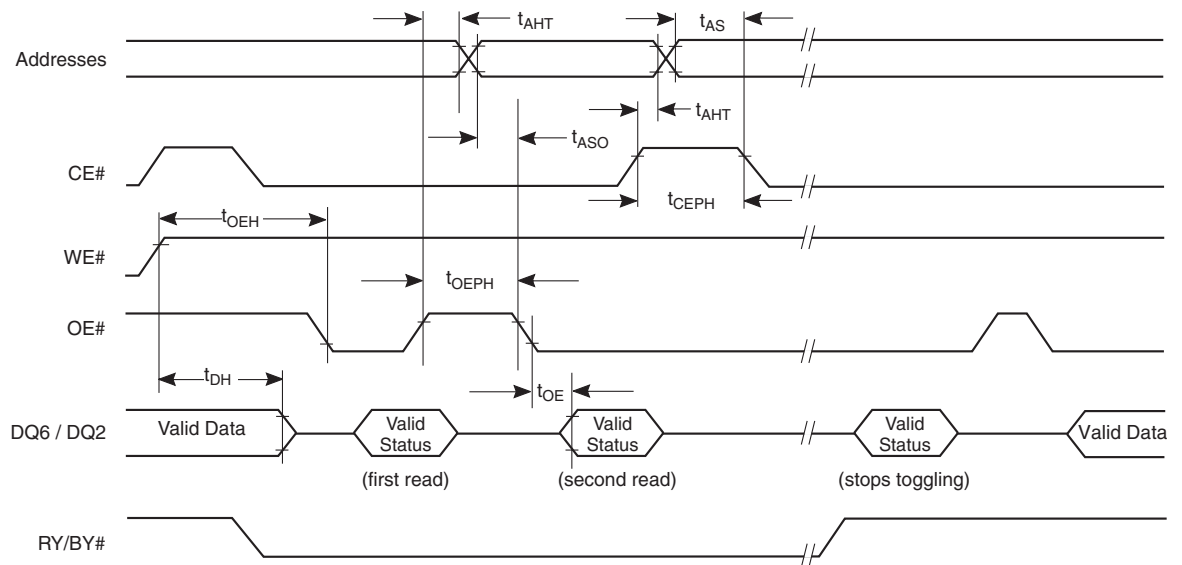 tAHT
tAS
Addresses
tAHT
tASO
CE#
tCEPH
tOEH
WE#
tOEPH
OE#
tDH
tOE
DQ6 / DQ2
Valid Data
Valid
Status
Valid
Status
Valid
Status
Valid Data
(first read)
(second read)
(stops toggling)
RY/BY#